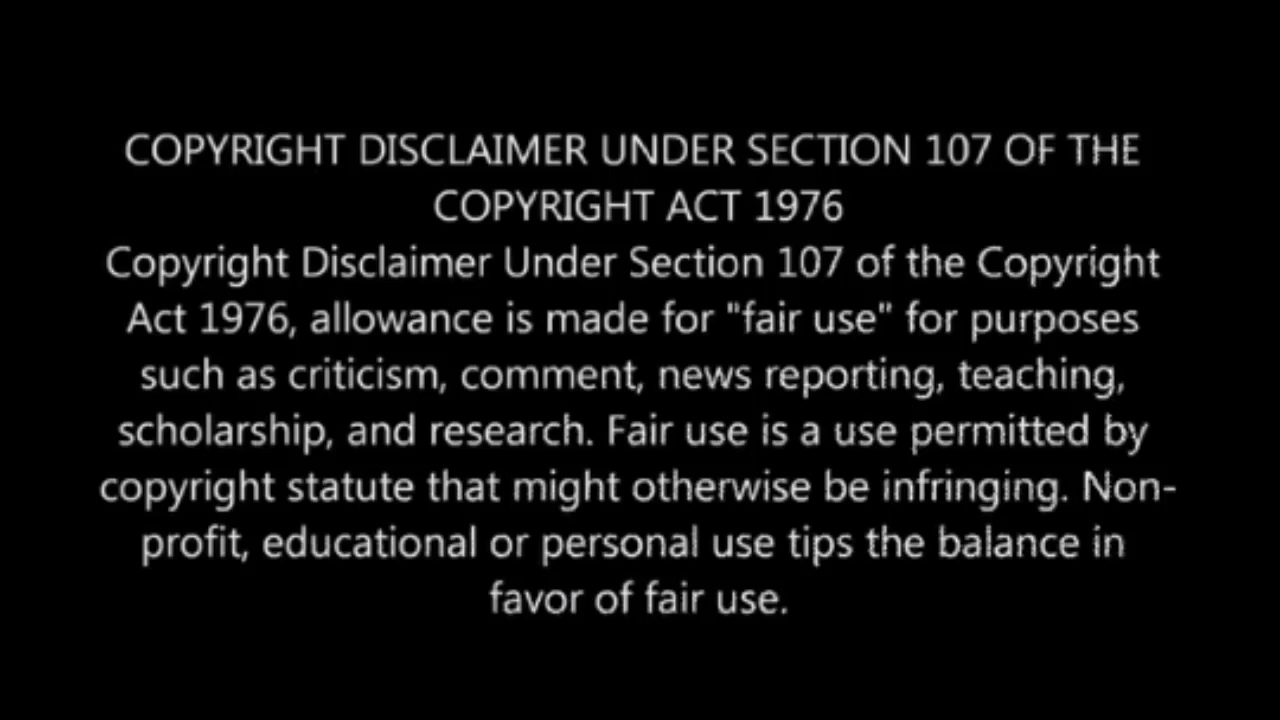 COPYRIGHT DISCLAIMER UNDER SECTION 107 OF THE
COPYRIGHT ACT 1976
Copyright Disclaimer Under Section 107 of the Copyright
Act 1976, allowance is made for "fair use" for purposes
such as criticism, comment, news reporting, teaching,
scholarship, and research. Fair use is a use permitted by
copyright statute that might otherwise be infringing. Non-
profit, educational or personal use tips the balance in
favor of fair use.